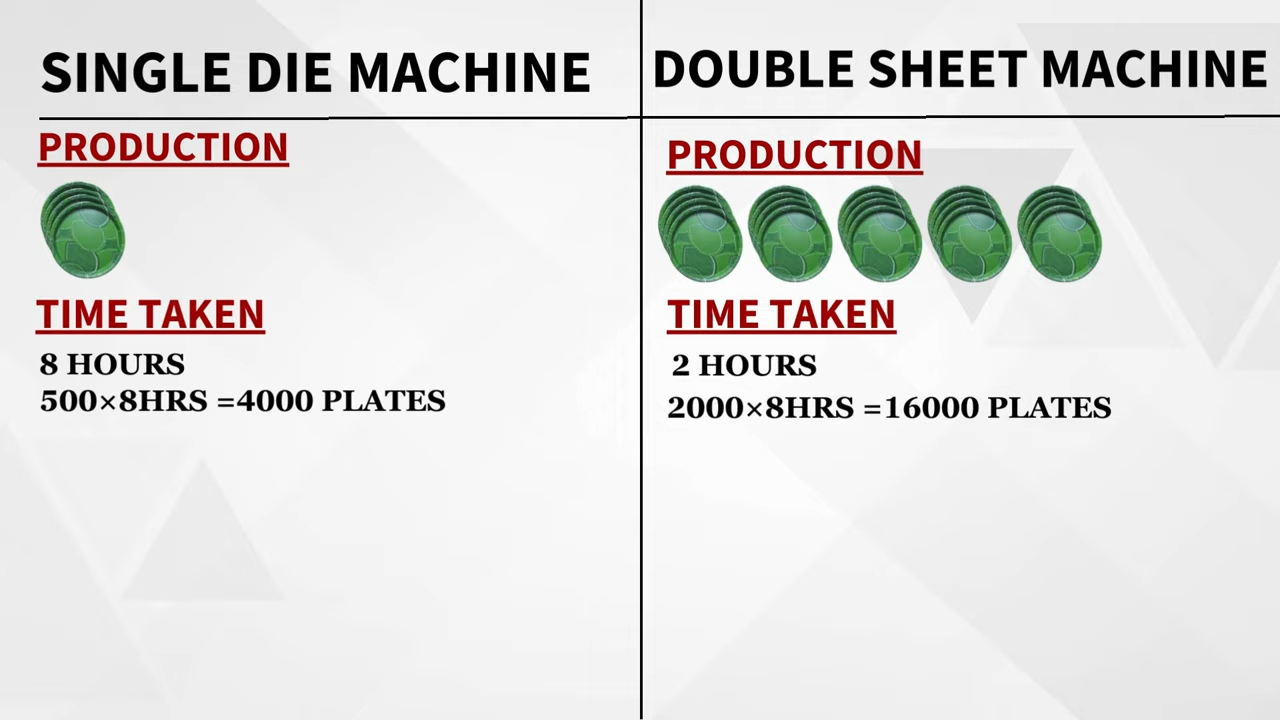 SINGLE DIE MACHINE
PRODUCTION
TIME TAKEN
8 HOURS
500×8HRS =4000 PLATES
DOUBLE SHEET MACHINE
PRODUCTION
TIME TAKEN
2 HOURS
2000×8HRS =16000 PLATES